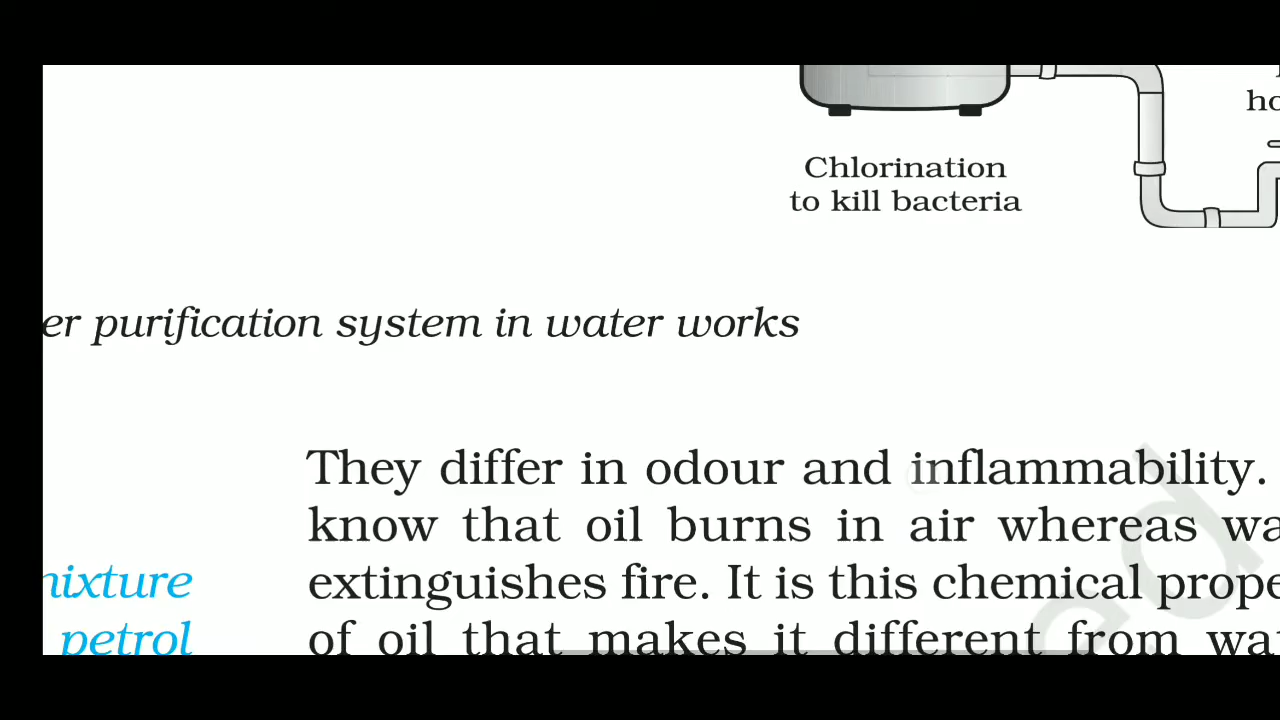 ho
Chlorination
to kill bacteria
er purification system in water works
They differ in odour and inflammability.
know that oil burns in air whereas wa
extinguishes fire. It is this chemical prope
of oil that makes it different from wa
mixture
petrol
ed